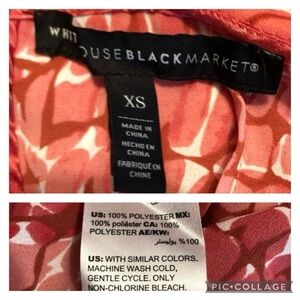 WHIT
OUSEBLACKMARKET®
XS
MADE IN
CHINA
HECHO EN
CHINA
FABRIQUÉ EN
CHINE
US: 100% POLYESTER MX:
100% poliéster CA: 100%
POLYESTER AE/KW:
100% بوليستر
US: WITH SIMILAR COLORS,
MACHINE WASH COLD,
GENTLE CYCLE. ONLY
NON-CHLORINE BLEACH.
PIC•COLLAGE